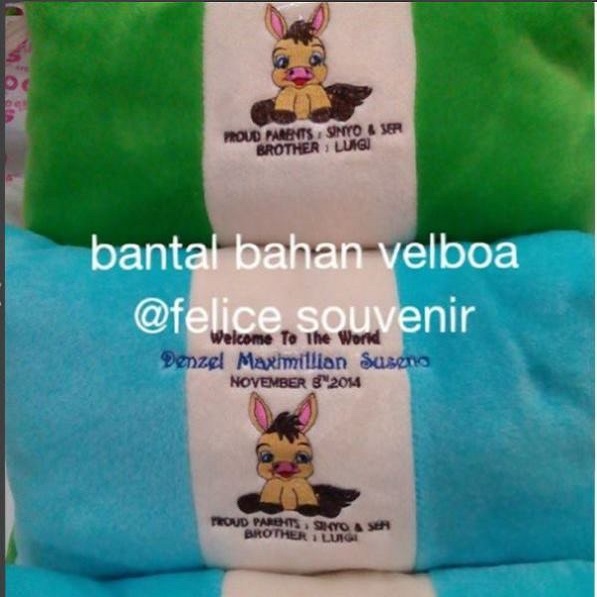 PROUD PARENTS : SINYO & SEFI
BROTHER : LUIGI
bantal bahan velboa
@felice souvenir
Welcome To The World
Denzel Maximillian Suseno
NOVEMBER 8TH 2014
PROUD PARENTS : SINYO & SEFI
BROTHER : LUIGI